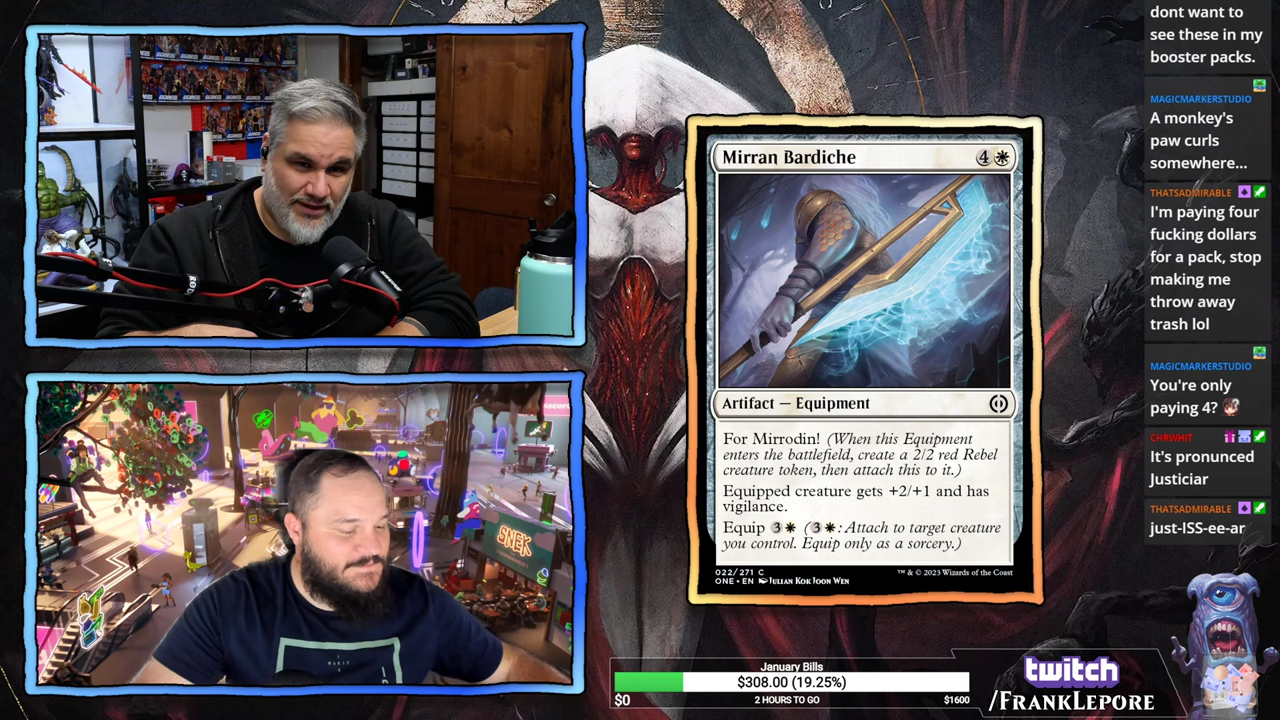 dont want to
see these in my
booster packs.
MAGICMARKERSTUDIO
A monkey's
paw curls
somewhere...
THATSADMIRABLE
I'm paying four
fucking dollars
for a pack, stop
making me
throw away
trash lol
MAGICMARKERSTUDIO
You're only
paying 4?
CHRWHIT
It's pronounced
Justiciar
THATSADMIRABLE
just-ISS-ee-ar
Mirran Bardiche 4
Artifact — Equipment
For Mirrodin! (When this Equipment
enters the battlefield, create a 2/2 red Rebel
creature token, then attach this to it.)
Equipped creature gets +2/+1 and has
vigilance.
Equip 3 (3: Attach to target creature
you control. Equip only as a sorcery.)
022/271 C
ONE • EN Julian Kok Joon Wen
™ & © 2023 Wizards of the Coast
SNEK
January Bills
$308.00 (19.25%)
$0 2 HOURS TO GO $1600
twitch
/FrankLepore